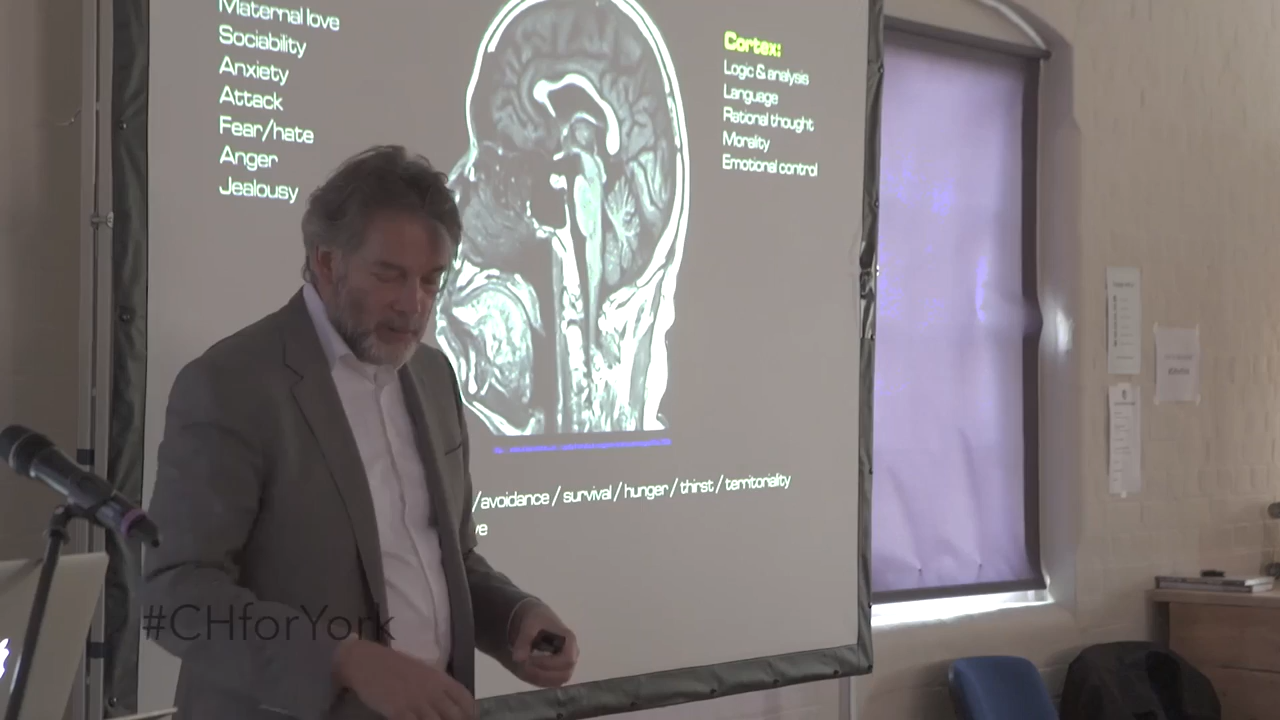 Maternal love
Sociability
Anxiety
Attack
Fear/hate
Anger
Jealousy
Cortex:
Logic & analysis
Language
Rational thought
Morality
Emotional control
/ avoidance / survival / hunger / thirst / territoriality
ve
#CHforYork